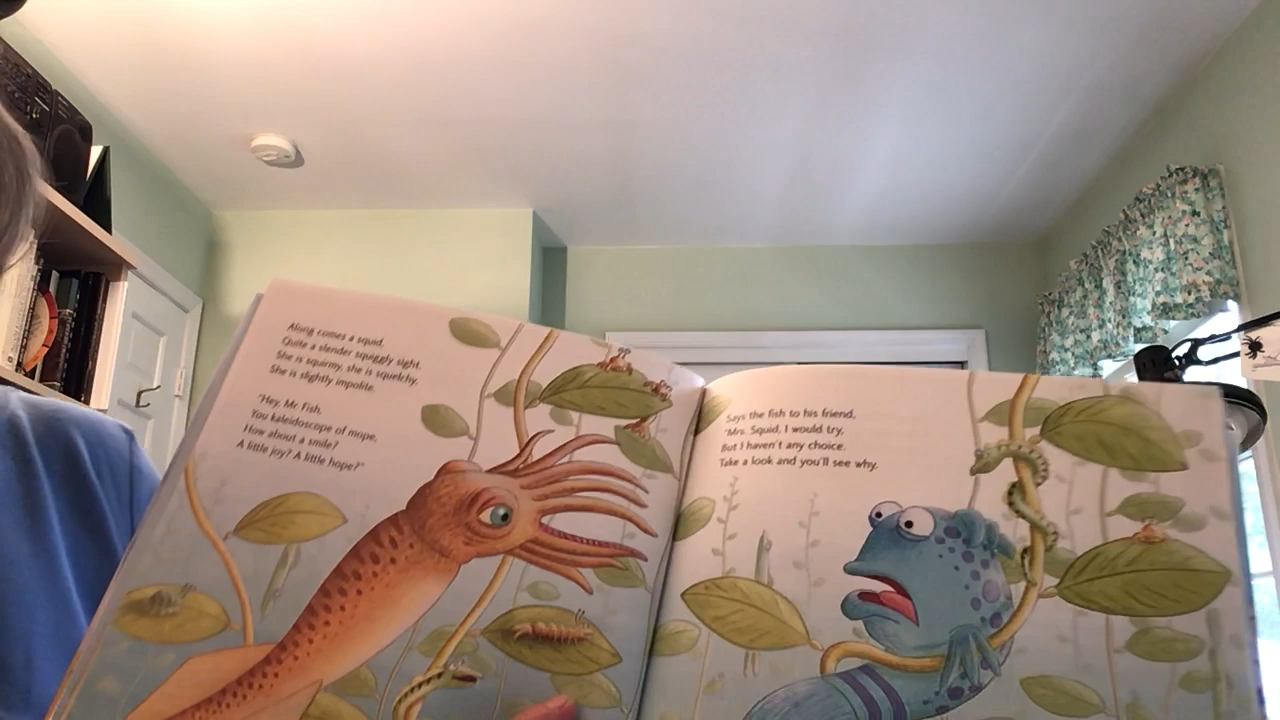 Along comes a squid,
Quite a slender squiggly sight.
She is squirmy, she is squelchy,
She is slightly impolite.
"Hey, Mr. Fish,
You kaleidoscope of mope,
How about a smile?
A little joy? A little hope?"
Says the fish to his friend,
"Mrs. Squid, I would try,
But I haven't any choice.
Take a look and you'll see why.